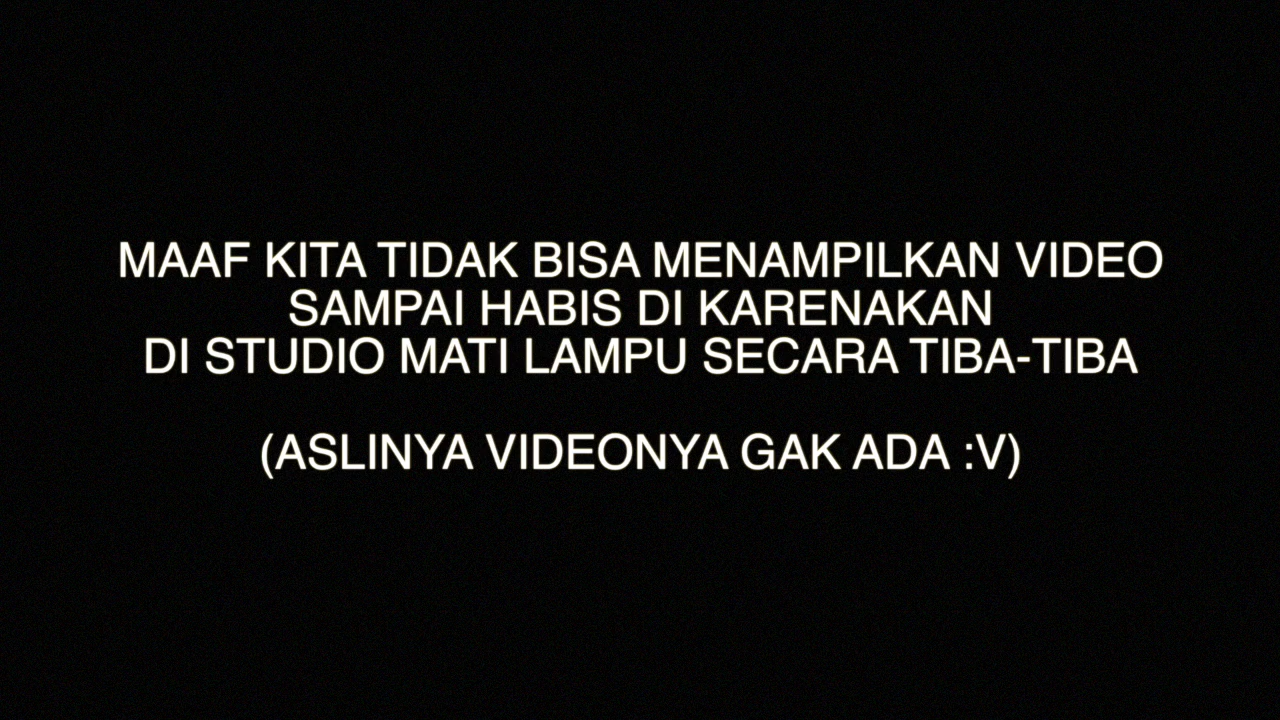 MAAF KITA TIDAK BISA MENAMPILKAN VIDEO
SAMPAI HABIS DI KARENAKAN
DI STUDIO MATI LAMPU SECARA TIBA-TIBA
(ASLINYA VIDEONYA GAK ADA :V)